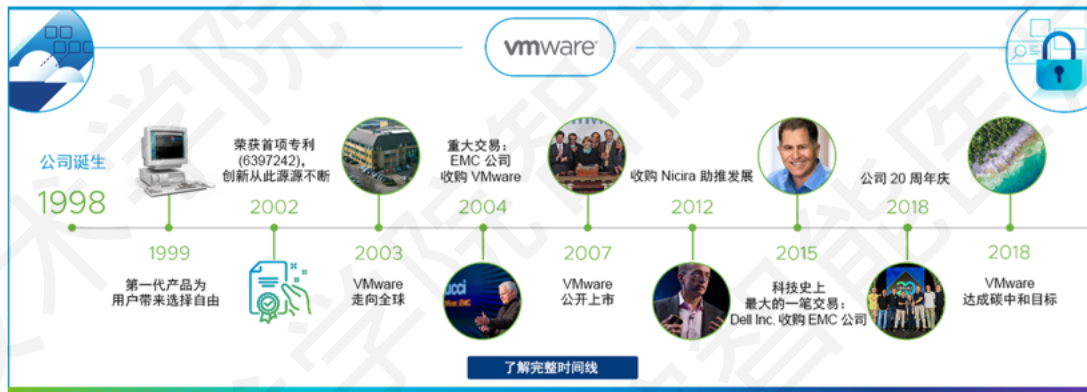 vmware
公司诞生
1998
1999
第一代产品为
用户带来选择自由
荣获首项专利
(6397242),
创新从此源源不断
2002
2003
VMware
走向全球
重大交易:
EMC 公司
收购 VMware
2004
ucci
EMC
2007
VMware
公开上市
收购 Nicira 助推发展
2012
2015
科技史上
最大的一笔交易:
Dell Inc. 收购 EMC 公司
公司 20 周年庆
2018
2018
VMware
达成碳中和目标
了解完整时间线